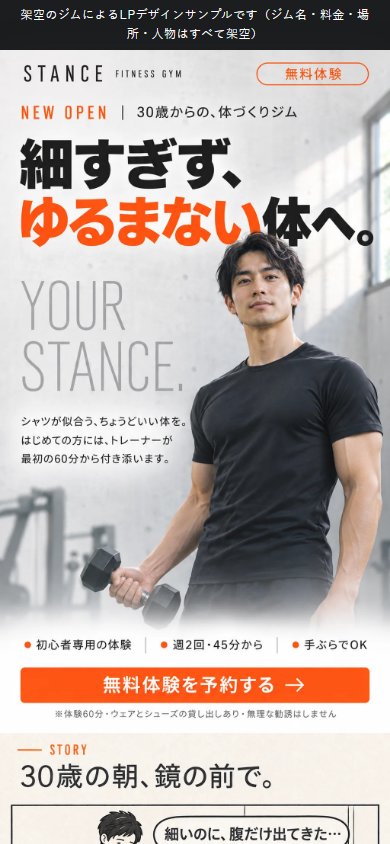 架空のジムによるLPデザインサンプルです（ジム名・料金・場
所・人物はすべて架空）
STANCE FITNESS GYM 無料体験
NEW OPEN | 30歳からの、体づくりジム
細すぎず、
ゆるまない体へ。
YOUR
STANCE.
シャツが似合う、ちょうどいい体を。
はじめての方には、トレーナーが
最初の60分から付き添います。
初心者専用の体験 週2回・45分から 手ぶらでOK
無料体験を予約する →
※体験60分・ウェアとシューズの貸し出しあり・無理な勧誘はしません
STORY
30歳の朝、鏡の前で。
細いのに、腹だけ出てきた…